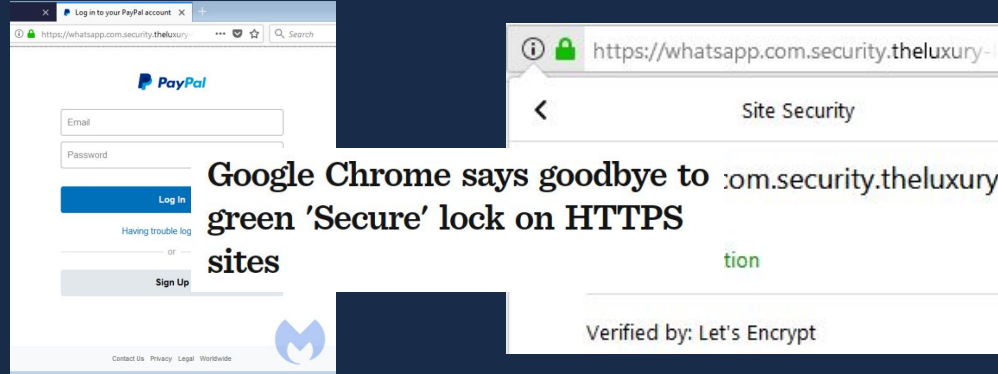 Log in to your PayPal account
https://whatsapp.com.security.theluxury-
Search
PayPal
Email
Password
Log In
Having trouble log
or
Sign Up
Contact Us Privacy Legal Worldwide
Google Chrome says goodbye to
green 'Secure' lock on HTTPS
sites
https://whatsapp.com.security.theluxury-
Site Security
com.security.theluxury
tion
Verified by: Let's Encrypt